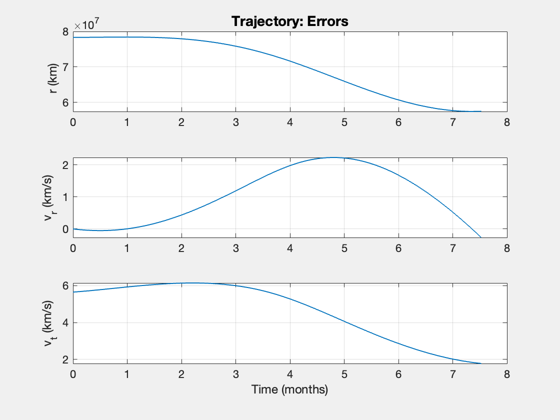 Trajectory: Errors
×10⁷
8
7
6
r (km)
0 1 2 3 4 5 6 7 8
2
1
0
v_r (km/s)
0 1 2 3 4 5 6 7 8
6
4
2
v_t (km/s)
0 1 2 3 4 5 6 7 8
Time (months)